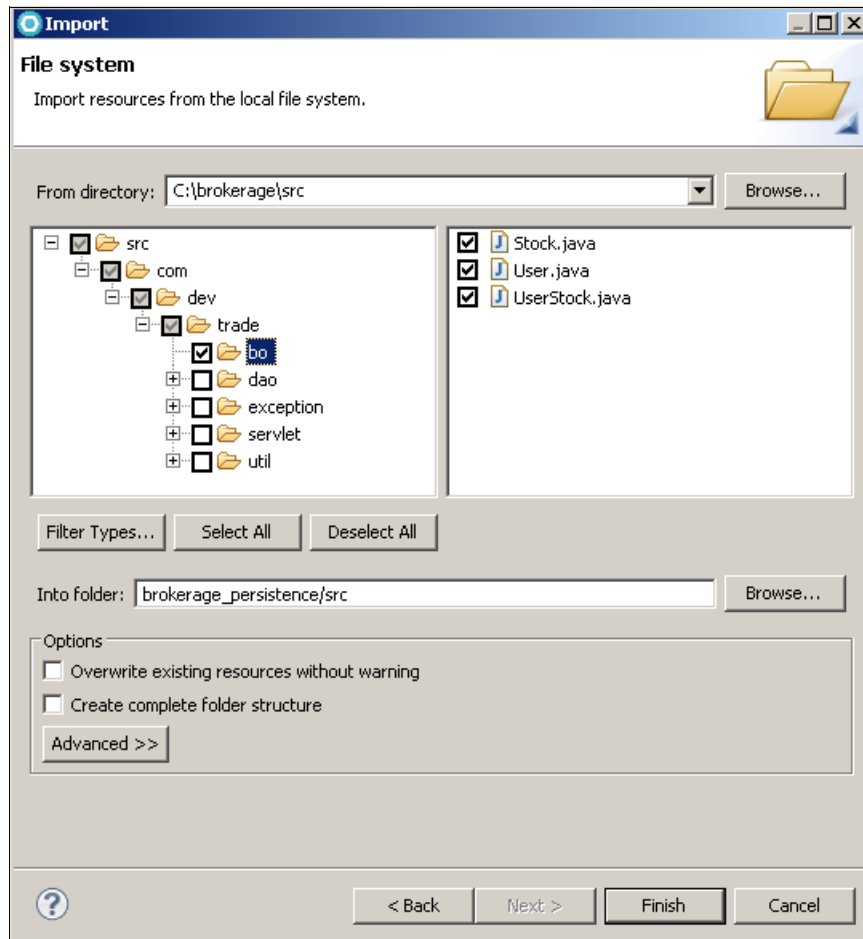 Import
File system
Import resources from the local file system.
From directory: C:\brokerage\src Browse...
src
com
dev
trade
bo
dao
exception
servlet
util
Stock.java
User.java
UserStock.java
Filter Types... Select All Deselect All
Into folder: brokerage_persistence/src Browse...
Options
Overwrite existing resources without warning
Create complete folder structure
Advanced >>
? < Back Next > Finish Cancel